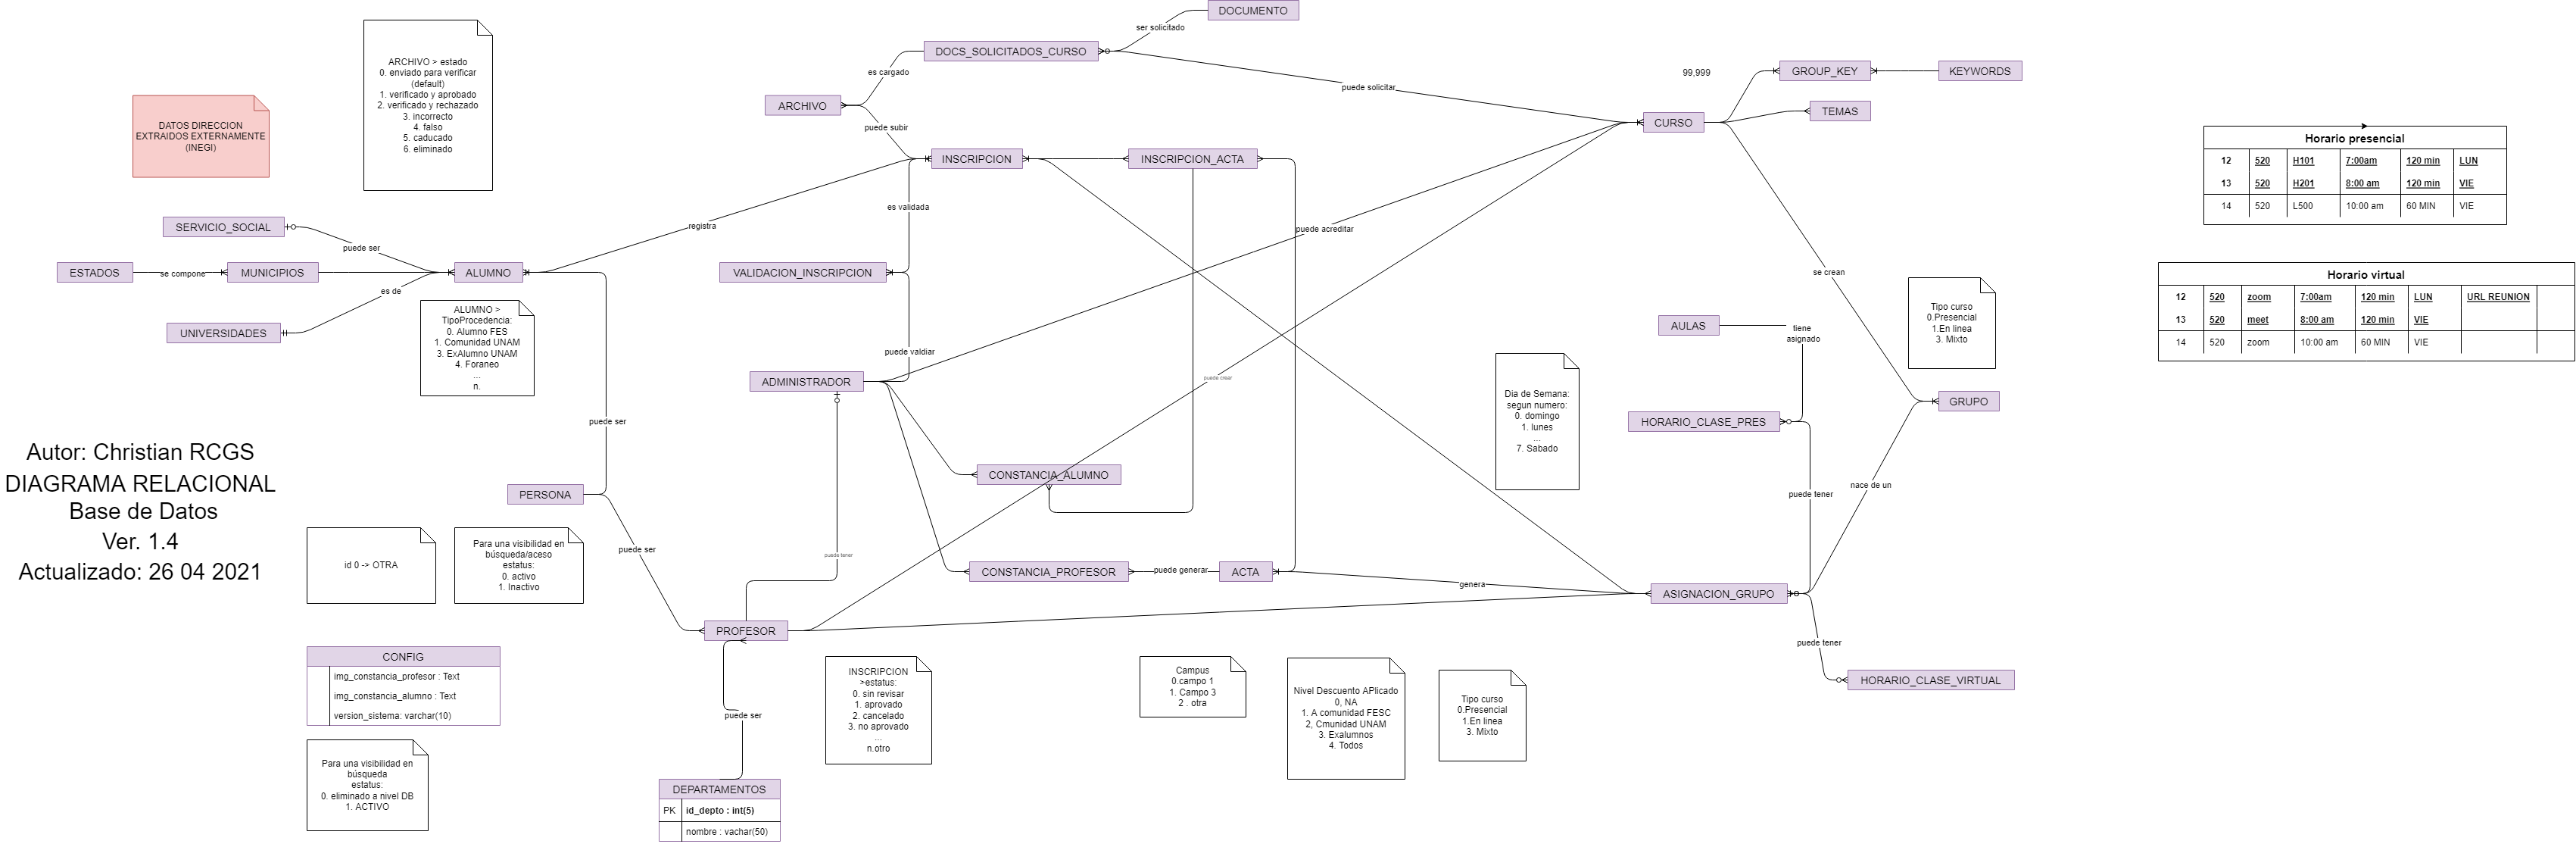 DOCUMENTO
ser solicitado
DOCS_SOLICITADOS_CURSO
es cargado
ARCHIVO
puede subir
puede solicitar
99,999
GROUP_KEY
KEYWORDS
TEMAS
CURSO
ARCHIVO > estado
0. enviado para verificar
(default)
1. verificado y aprobado
2. verificado y rechazado
3. incorrecto
4. falso
5. caducado
6. eliminado
DATOS DIRECCION
EXTRAIDOS EXTERNAMENTE
(INEGI)
INSCRIPCION
INSCRIPCION_ACTA
es validada
registra
puede acreditar
SERVICIO_SOCIAL
puede ser
ESTADOS
se compone
MUNICIPIOS
ALUMNO
es de
UNIVERSIDADES
VALIDACION_INSCRIPCION
ALUMNO >
TipoProcedencia:
0. Alumno FES
1. Comunidad UNAM
3. ExAlumno UNAM
4. Foraneo
...
n.
puede valdiar
ADMINISTRADOR
puede crear
se crean
Horario presencial
12 520 H101 7:00am 120 min LUN
13 520 H201 8:00 am 120 min VIE
14 520 L500 10:00 am 60 MIN VIE
Horario virtual
12 520 zoom 7:00am 120 min LUN URL REUNION
13 520 meet 8:00 am 120 min VIE
14 520 zoom 10:00 am 60 MIN VIE
Tipo curso
0.Presencial
1.En linea
3. Mixto
AULAS
tiene
asignado
Dia de Semana:
segun numero:
0. domingo
1. lunes
...
7. Sabado
GRUPO
HORARIO_CLASE_PRES
puede ser
Autor: Christian RCGS
DIAGRAMA RELACIONAL
Base de Datos
Ver. 1.4
Actualizado: 26 04 2021
PERSONA
CONSTANCIA_ALUMNO
puede tener
nace de un
id 0 -> OTRA
Para una visibilidad en
búsqueda/aceso
estatus:
0. activo
1. Inactivo
puede ser
puede tener
CONSTANCIA_PROFESOR
puede generar
ACTA
genera
ASIGNACION_GRUPO
PROFESOR
puede tener
HORARIO_CLASE_VIRTUAL
CONFIG
img_constancia_profesor : Text
img_constancia_alumno : Text
version_sistema: varchar(10)
puede ser
INSCRIPCION
>estatus:
0. sin revisar
1. aprovado
2. cancelado
3. no aprovado
...
n.otro
Campus
0.campo 1
1. Campo 3
2 . otra
Nivel Descuento APlicado
0, NA
1. A comunidad FESC
2, Cmunidad UNAM
3. Exalumnos
4. Todos
Tipo curso
0.Presencial
1.En linea
3. Mixto
Para una visibilidad en
búsqueda
estatus:
0. eliminado a nivel DB
1. ACTIVO
DEPARTAMENTOS
PK id_depto : int(5)
nombre : vachar(50)